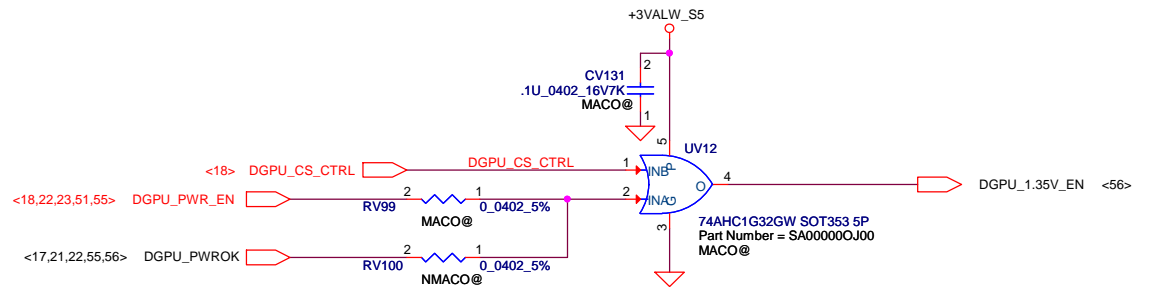 +3VALW_S5
2
CV131
.1U_0402_16V7K
MACO@
1
5
UV12
<18> DGPU_CS_CTRL
DGPU_CS_CTRL
1
INB
P
4
O
DGPU_1.35V_EN <56>
<18,22,23,51,55> DGPU_PWR_EN
2
1
2
INA
G
RV99
0_0402_5%
MACO@
3
74AHC1G32GW SOT353 5P
Part Number = SA00000OJ00
MACO@
<17,21,22,55,56> DGPU_PWROK
2
1
RV100
0_0402_5%
NMACO@